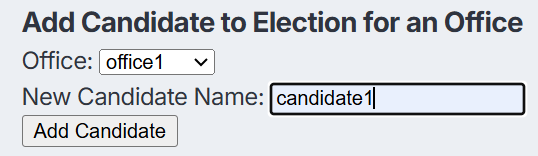 Add Candidate to Election for an Office
Office: office1
New Candidate Name: candidate1
Add Candidate